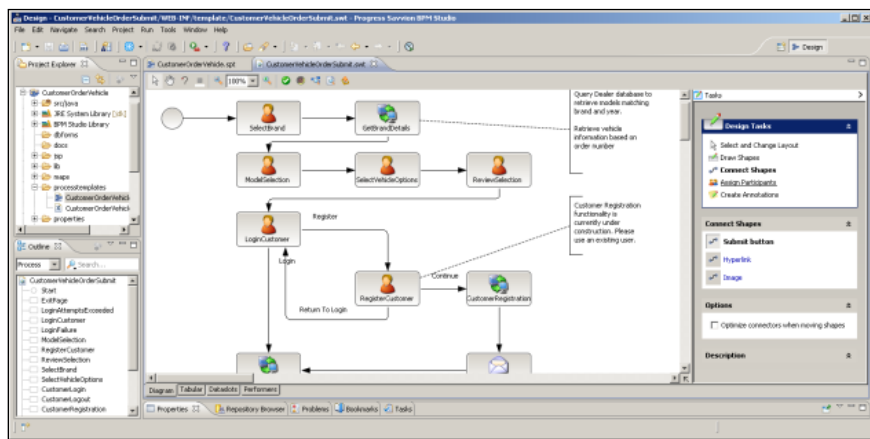 Design - CustomerVehicleOrderSubmit/WEB-INF/template/CustomerOrderVehicleOrderSubmit.swt - Progress Savvion BPM Studio
File Edit Navigate Search Project Run Tools Window Help
Design
Project Explorer
CustomerOrderVehicle
src/java
JRE System Library [jdk]
BPM Studio Library
dbforms
docs
jsp
lib
maps
processtemplates
CustomerOrderVehicl
CustomerOrderVehicl
properties
Outline
Process
Search...
CustomerVehicleOrderSubmit
Start
ExitPage
LoginAttemptsExceeded
LoginCustomer
LoginFailure
ModelSelection
RegisterCustomer
ReviewSelection
SelectBrand
SelectVehicleOptions
CustomerLogin
CustomerLogout
CustomerRegistration
CustomerOrderVehicle.spt
CustomerVehicleOrderSubmit.swt
100%
SelectBrand
GetBrandDetails
Query Dealer database to
retrieve models matching
brand and year.
Retrieve vehicle
information based on
order number
ModelSelection
SelectVehicleOptions
ReviewSelection
Register
LoginCustomer
Customer Registration
functionality is
currently under
construction. Please
use an existing user.
Login
Continue
RegisterCustomer
CustomerRegistration
Return To Login
Diagram Tabular Dataslots Performers
Tasks
Design Tasks
Select and Change Layout
Draw Shapes
Connect Shapes
Assign Participants
Create Annotations
Connect Shapes
Submit button
Hyperlink
Image
Options
Optimize connectors when moving shapes
Description
Properties Repository Browser Problems Bookmarks Tasks